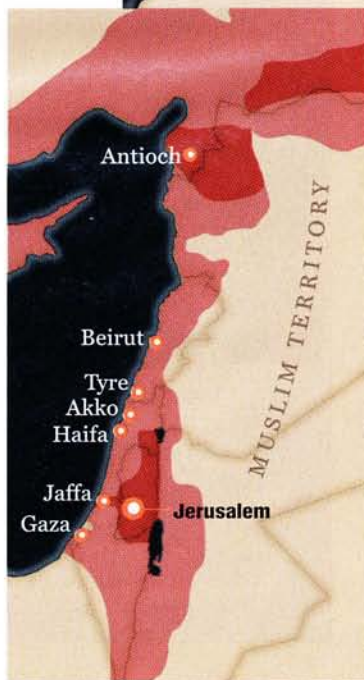 Antioch
MUSLIM TERRITORY
Beirut
Tyre
Akko
Haifa
Jaffa
Jerusalem
Gaza